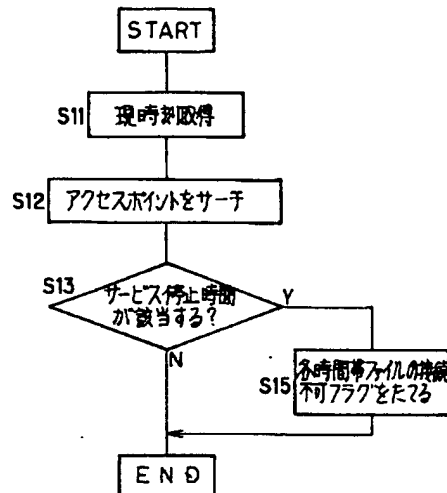 START
S11
現時刻取得
S12
アクセスポイントをサーチ
S13
サービス停止時間
が該当する?
Y
N
各時間帯ファイルの接続
S15
不可フラグをたてる
END